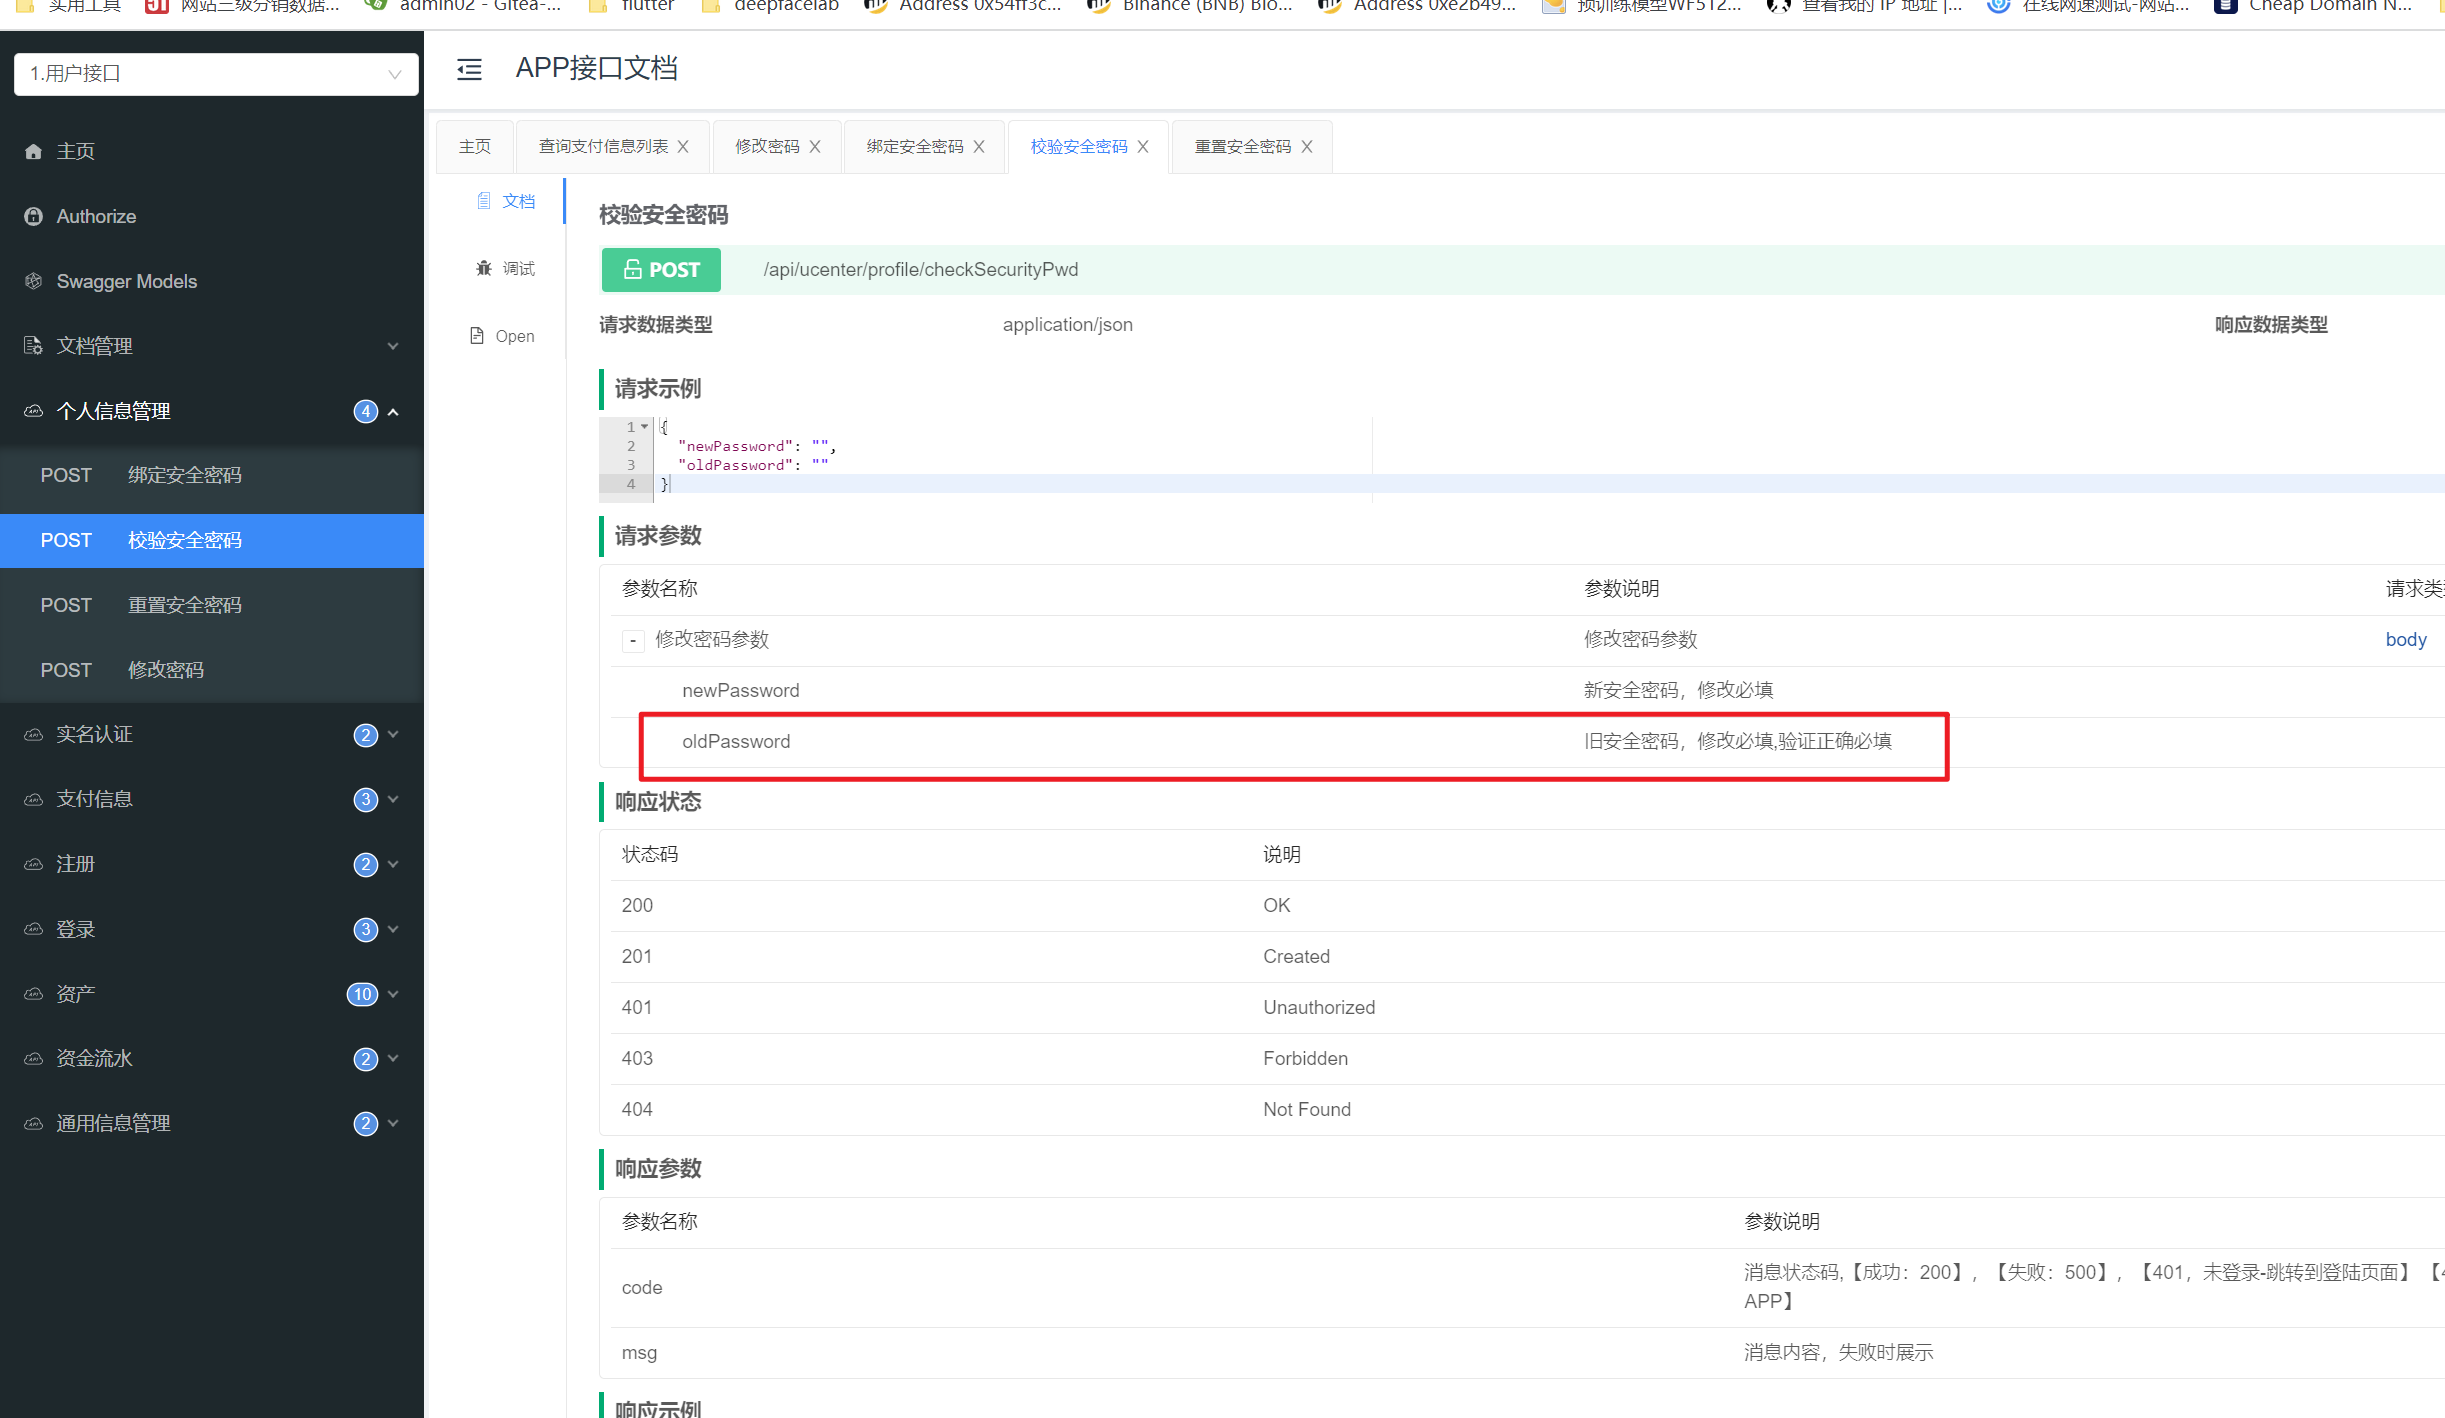 实用工具 网站三级分销数据... admin02 - Gitea-... flutter deepfacelab Address 0x54ff3c... Binance (BNB) Blo... Address 0xe2b49... 预训练模型WF512... 查看我的 IP 地址 |... 在线网速测试-网站... Cheap Domain N...
1.用户接口
APP接口文档
主页
Authorize
Swagger Models
文档管理
个人信息管理 4
POST 绑定安全密码
POST 校验安全密码
POST 重置安全密码
POST 修改密码
实名认证 2
支付信息 3
注册 2
登录 3
资产 10
资金流水 2
通用信息管理 2
主页 查询支付信息列表 X 修改密码 X 绑定安全密码 X 校验安全密码 X 重置安全密码 X
文档
调试
Open
校验安全密码
POST /api/ucenter/profile/checkSecurityPwd
请求数据类型 application/json 响应数据类型
请求示例
1 {
2 "newPassword": "",
3 "oldPassword": ""
4 }
请求参数
参数名称 参数说明 请求类
- 修改密码参数 修改密码参数 body
newPassword 新安全密码，修改必填
oldPassword 旧安全密码，修改必填,验证正确必填
响应状态
状态码 说明
200 OK
201 Created
401 Unauthorized
403 Forbidden
404 Not Found
响应参数
参数名称 参数说明
code 消息状态码,【成功：200】，【失败：500】，【401，未登录-跳转到登陆页面】【4
APP】
msg 消息内容，失败时展示
响应示例